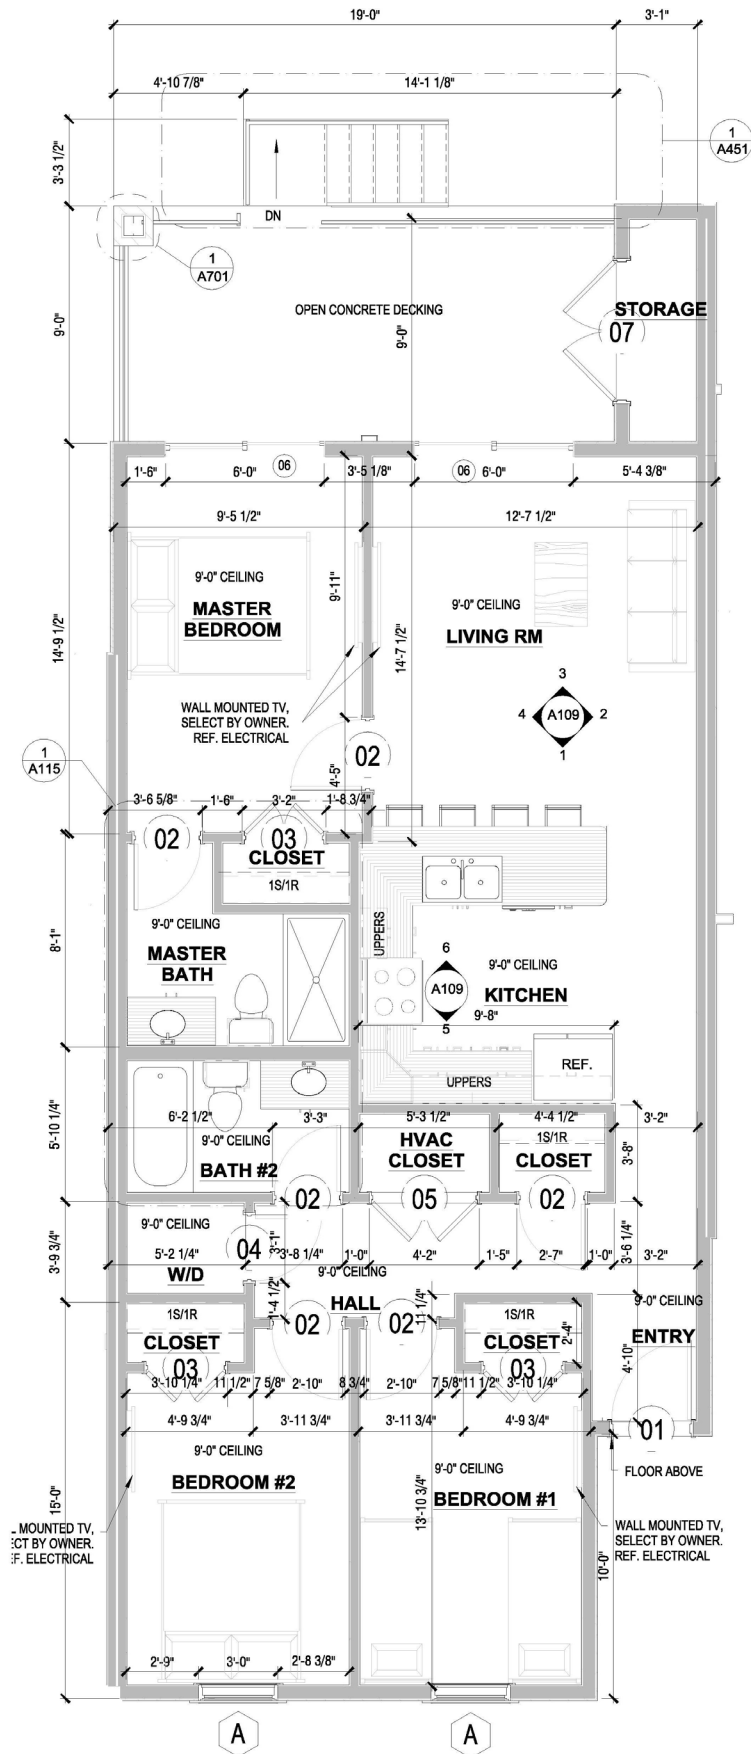 19'-0"
3'-1"
4'-10 7/8"
14'-1 1/8"
3'-3 1/2"
1
A451
DN
1
A701
OPEN CONCRETE DECKING
STORAGE
07
9'-0"
9'-0"
1'-6"
6'-0"
06
3'-5 1/8"
06
6'-0"
5'-4 3/8"
9'-5 1/2"
12'-7 1/2"
9'-0" CEILING
MASTER
BEDROOM
9'-11"
9'-0" CEILING
LIVING RM
14'-9 1/2"
14'-7 1/2"
WALL MOUNTED TV,
SELECT BY OWNER.
REF. ELECTRICAL
3
4
A109
2
1
1
A115
02
4'-5"
3'-6 5/8"
1'-6"
3'-2"
1'-8 3/4"
02
03
CLOSET
1S/1R
9'-0" CEILING
MASTER
BATH
8'-1"
UPPERS
6
A109
5
9'-0" CEILING
KITCHEN
9'-8"
REF.
UPPERS
5'-10 1/4"
6'-2 1/2"
3'-3"
5'-3 1/2"
4'-4 1/2"
3'-2"
9'-0" CEILING
BATH #2
HVAC
CLOSET
1S/1R
CLOSET
3'-8"
02
05
02
3'-9 3/4"
9'-0" CEILING
04
3'-1"
3'-6 1/4"
5'-2 1/4"
3'-8 1/4"
1'-0"
4'-2"
1'-5"
2'-7"
1'-0"
3'-2"
W/D
9'-0" CEILING
HALL
1'-4 1/2"
11 1/4"
9'-0" CEILING
ENTRY
1S/1R
CLOSET
03
02
02
1S/1R
CLOSET
03
2'-4"
4'-10"
3'-10 1/4"
11 1/2"
7 5/8"
2'-10"
8 3/4"
2'-10"
7 5/8"
11 1/2"
3'-10 1/4"
4'-9 3/4"
3'-11 3/4"
3'-11 3/4"
4'-9 3/4"
01
9'-0" CEILING
BEDROOM #2
9'-0" CEILING
BEDROOM #1
FLOOR ABOVE
15'-0"
13'-10 3/4"
10'-0"
MOUNTED TV,
ECT BY OWNER.
F. ELECTRICAL
WALL MOUNTED TV,
SELECT BY OWNER.
REF. ELECTRICAL
2'-9"
3'-0"
2'-8 3/8"
A
A